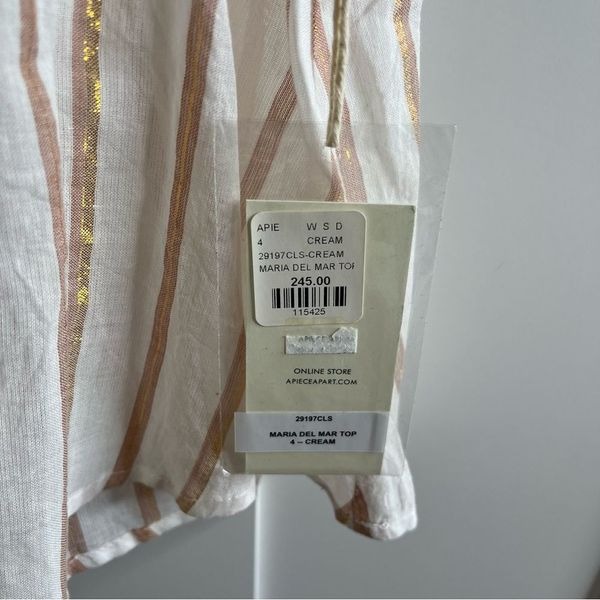 APIE W S D
4 CREAM
29197CLS-CREAM
MARIA DEL MAR TOP
245.00
115425
ONLINE STORE
APIECEAPART.COM
29197CLS
MARIA DEL MAR TOP
4 – CREAM